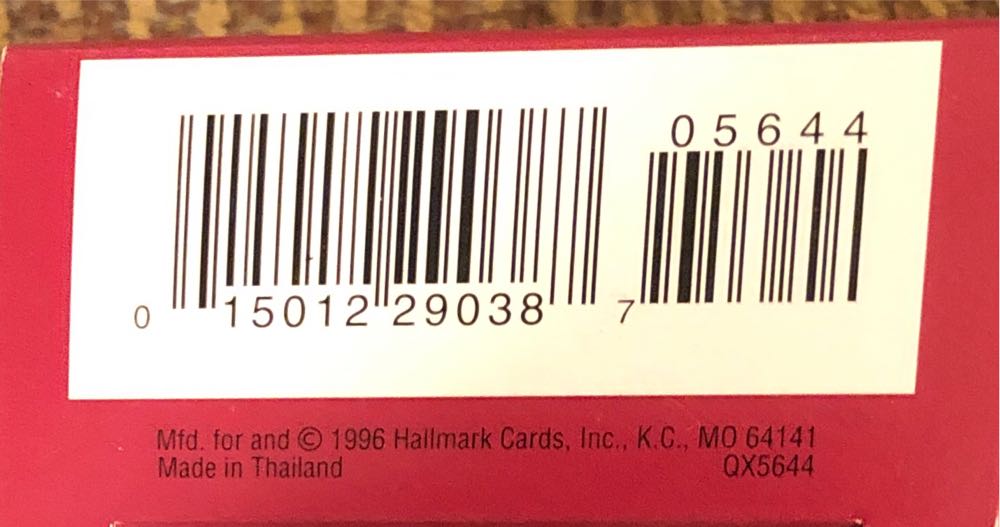 05644
0 15012 29038 7
Mfd. for and © 1996 Hallmark Cards, Inc., K.C., MO 64141
Made in Thailand QX5644